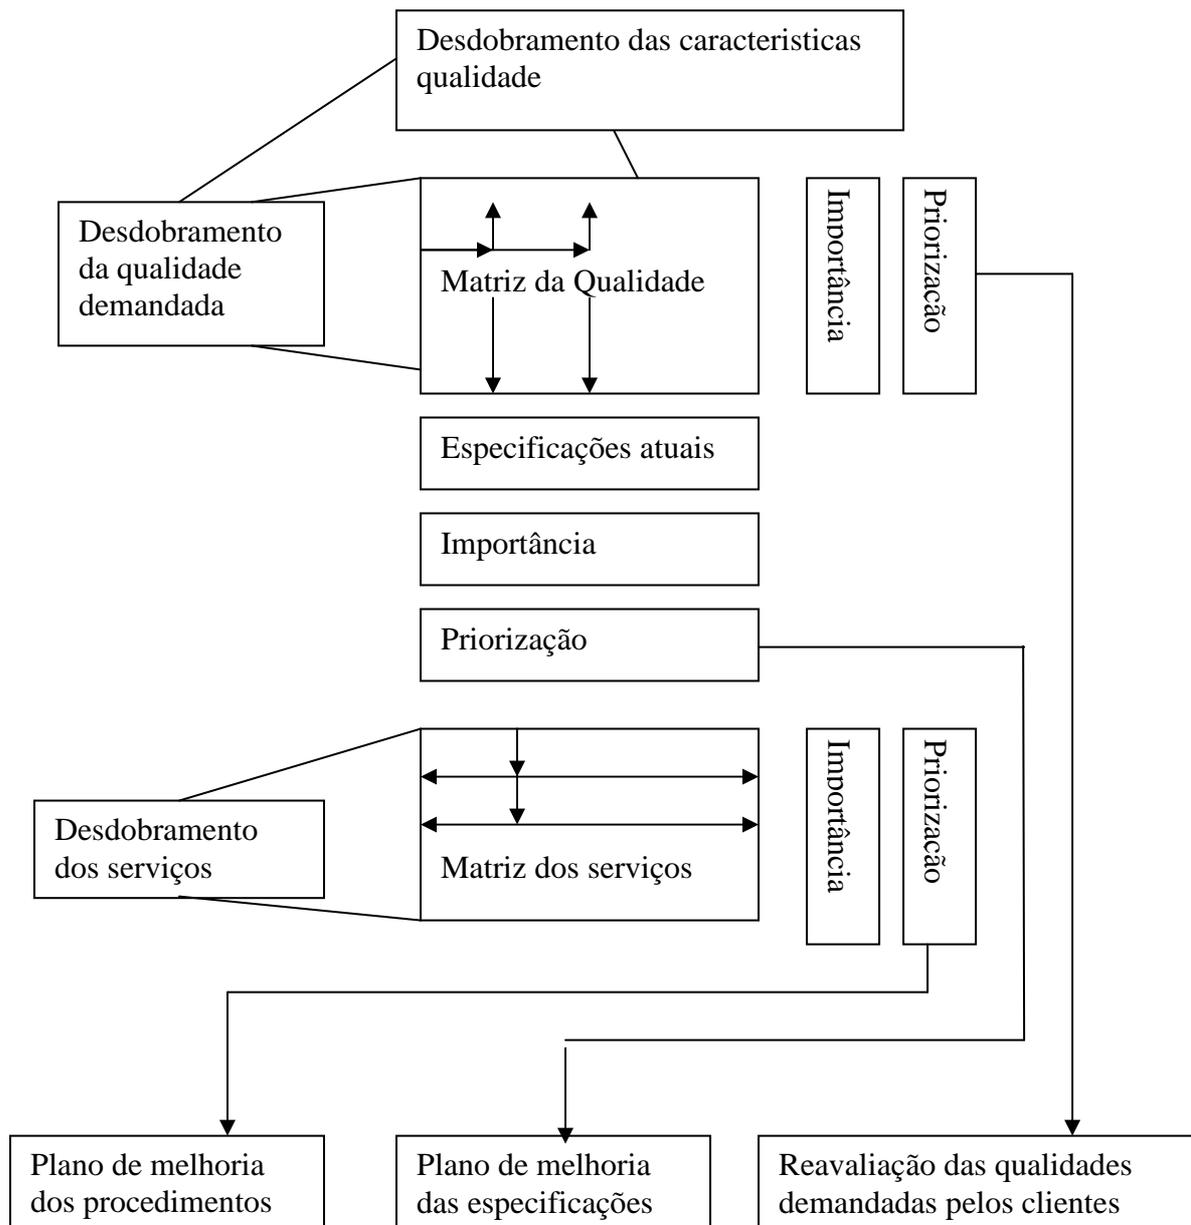 Desdobramento das caracteristicas
qualidade
Desdobramento
da qualidade
demandada
Matriz da Qualidade
Importância
Priorização
Especificações atuais
Importância
Priorização
Desdobramento
dos serviços
Matriz dos serviços
Importância
Priorização
Plano de melhoria
dos procedimentos
Plano de melhoria
das especificações
Reavaliação das qualidades
demandadas pelos clientes